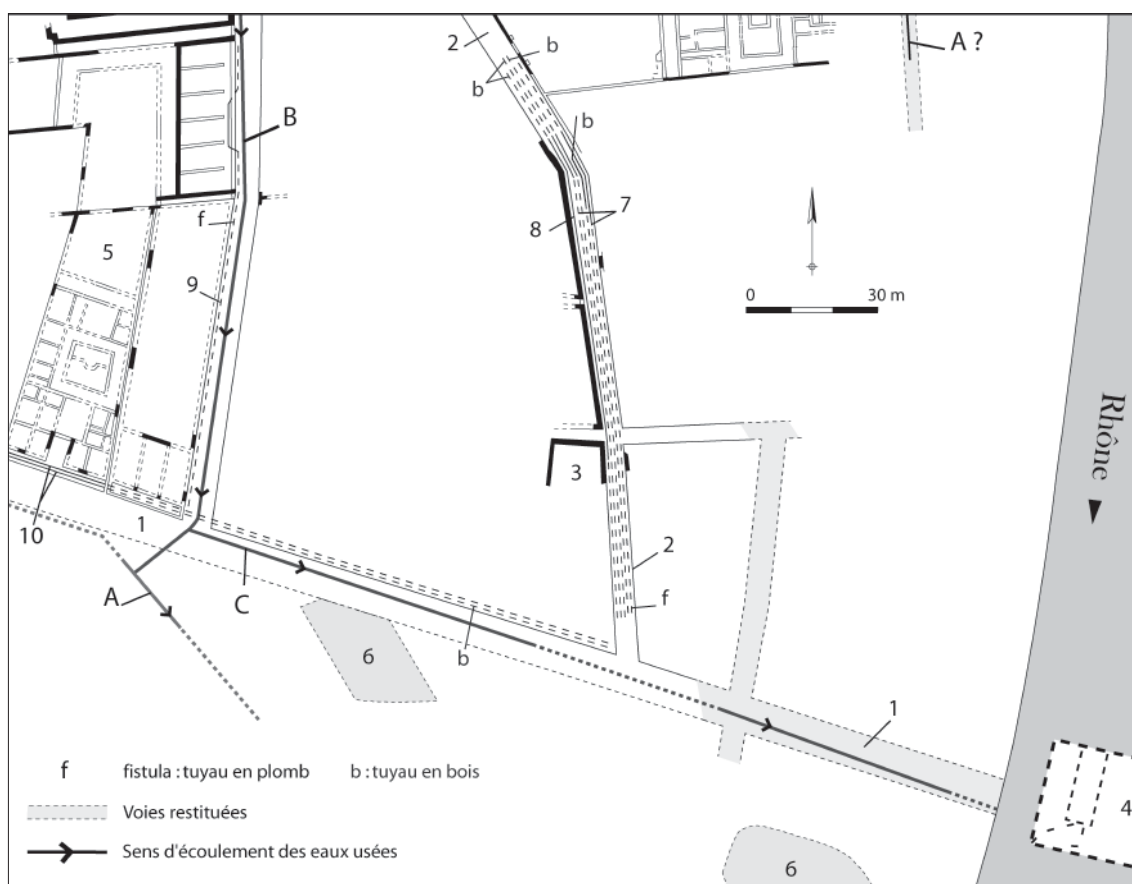 2
b
b
A ?
B
b
f
7
8
5
9
0 30 m
Rhône
3
10
1
2
A
C
f
6
b
1
f fistula : tuyau en plomb b : tuyau en bois
Voies restituées
4
Sens d'écoulement des eaux usées
6